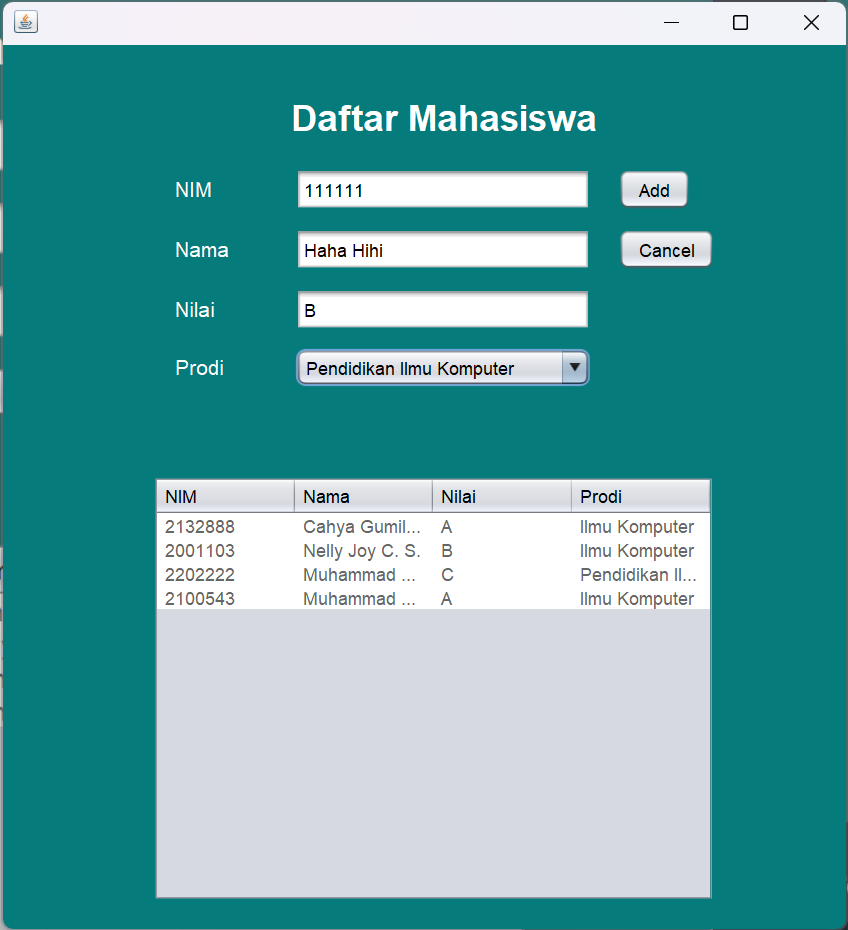 Daftar Mahasiswa
NIM 111111 Add
Nama Haha Hihi Cancel
Nilai B
Prodi Pendidikan Ilmu Komputer
NIM Nama Nilai Prodi
2132888 Cahya Gumil... A Ilmu Komputer
2001103 Nelly Joy C. S. B Ilmu Komputer
2202222 Muhammad ... C Pendidikan Il...
2100543 Muhammad ... A Ilmu Komputer